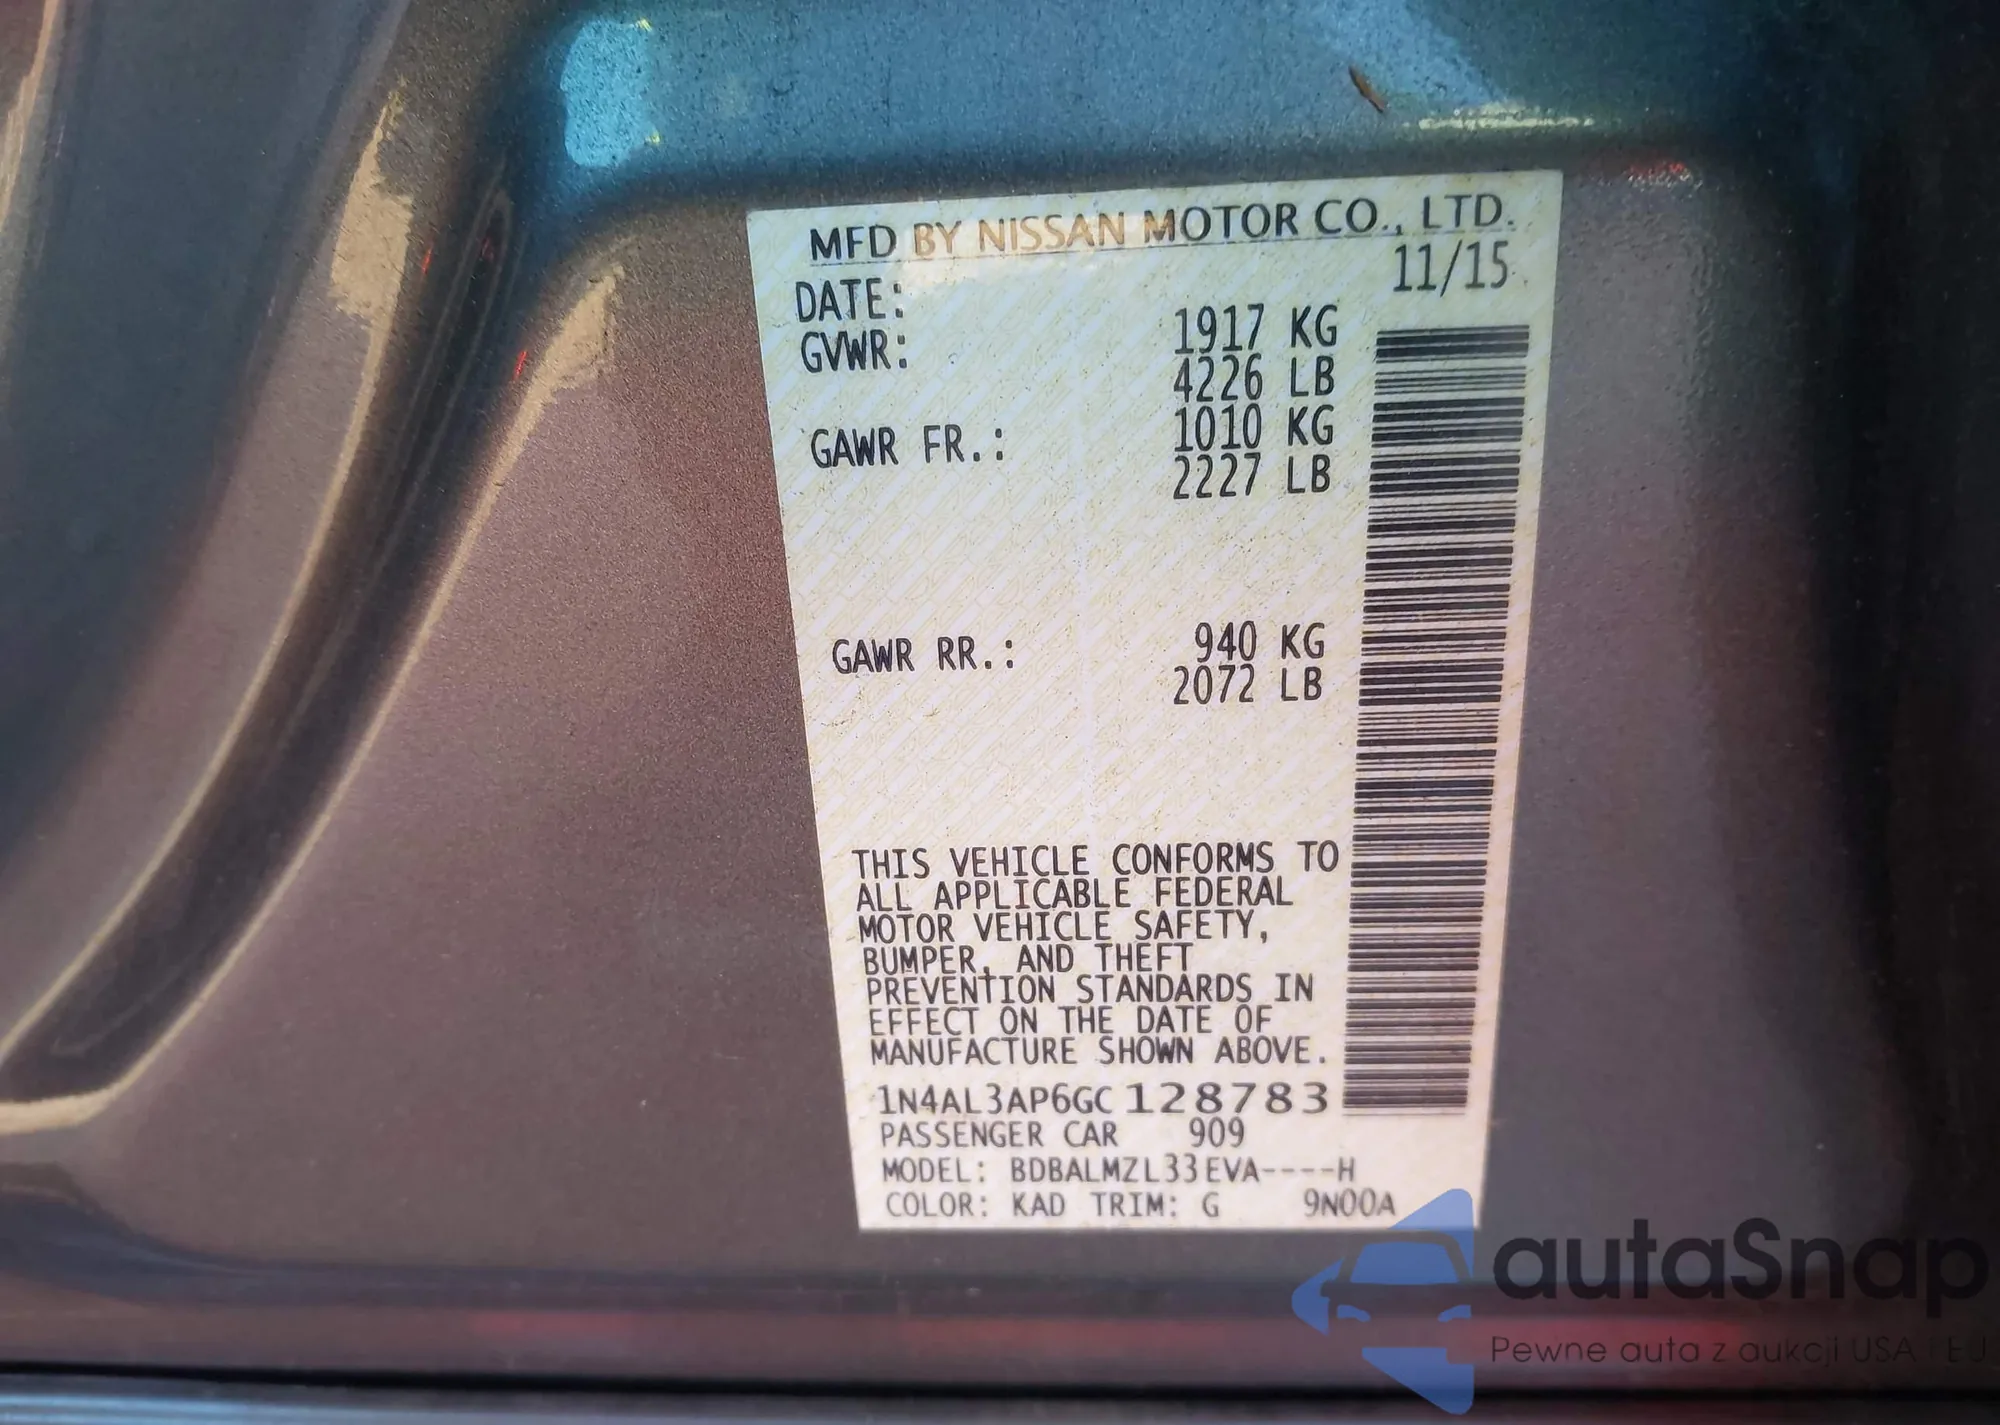 MFD BY NISSAN MOTOR CO., LTD.
DATE: 11/15
GVWR: 1917 KG
4226 LB
GAWR FR.: 1010 KG
2227 LB
GAWR RR.: 940 KG
2072 LB
THIS VEHICLE CONFORMS TO
ALL APPLICABLE FEDERAL
MOTOR VEHICLE SAFETY,
BUMPER, AND THEFT
PREVENTION STANDARDS IN
EFFECT ON THE DATE OF
MANUFACTURE SHOWN ABOVE.
1N4AL3AP6GC128783
PASSENGER CAR 909
MODEL: BDBALMZL33EVA----H
COLOR: KAD TRIM: G 9N00A
autaSnap
Pewne auta z aukcji USA i EU